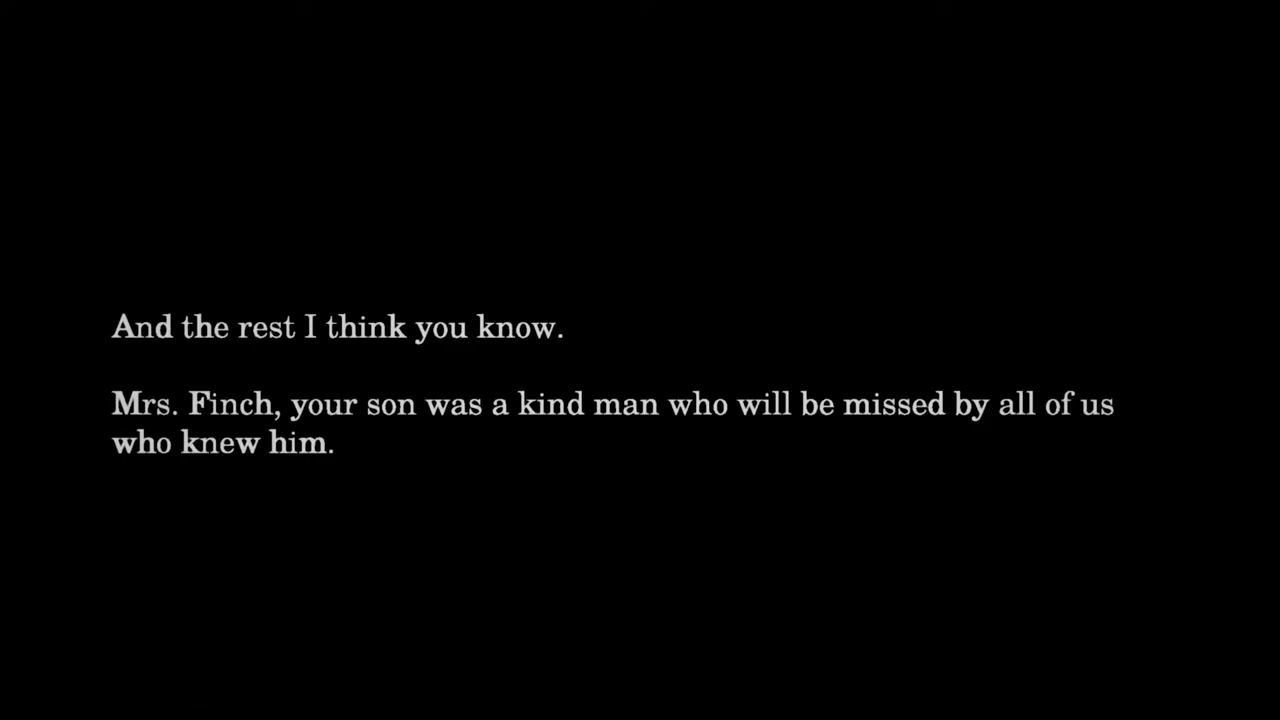 And the rest I think you know.
Mrs. Finch, your son was a kind man who will be missed by all of us
who knew him.